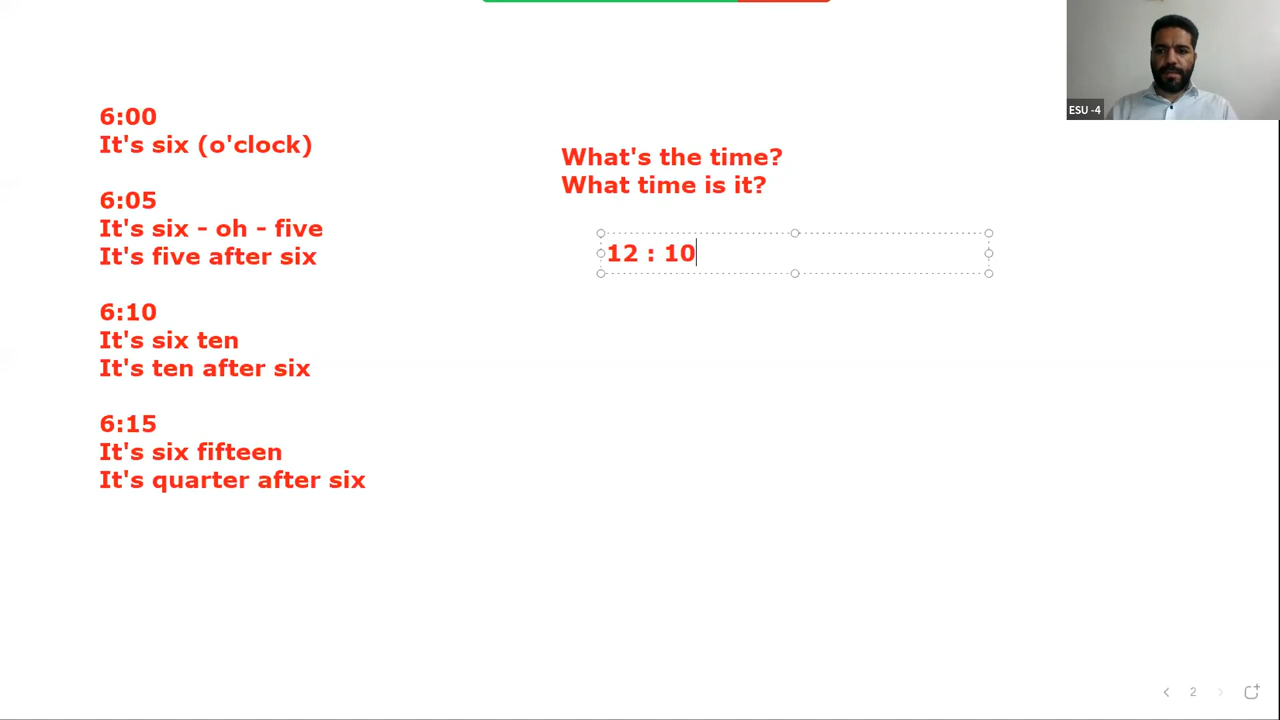 6:00
It's six (o'clock)
6:05
It's six - oh - five
It's five after six
6:10
It's six ten
It's ten after six
6:15
It's six fifteen
It's quarter after six
What's the time?
What time is it?
12 : 10
ESU -4
2